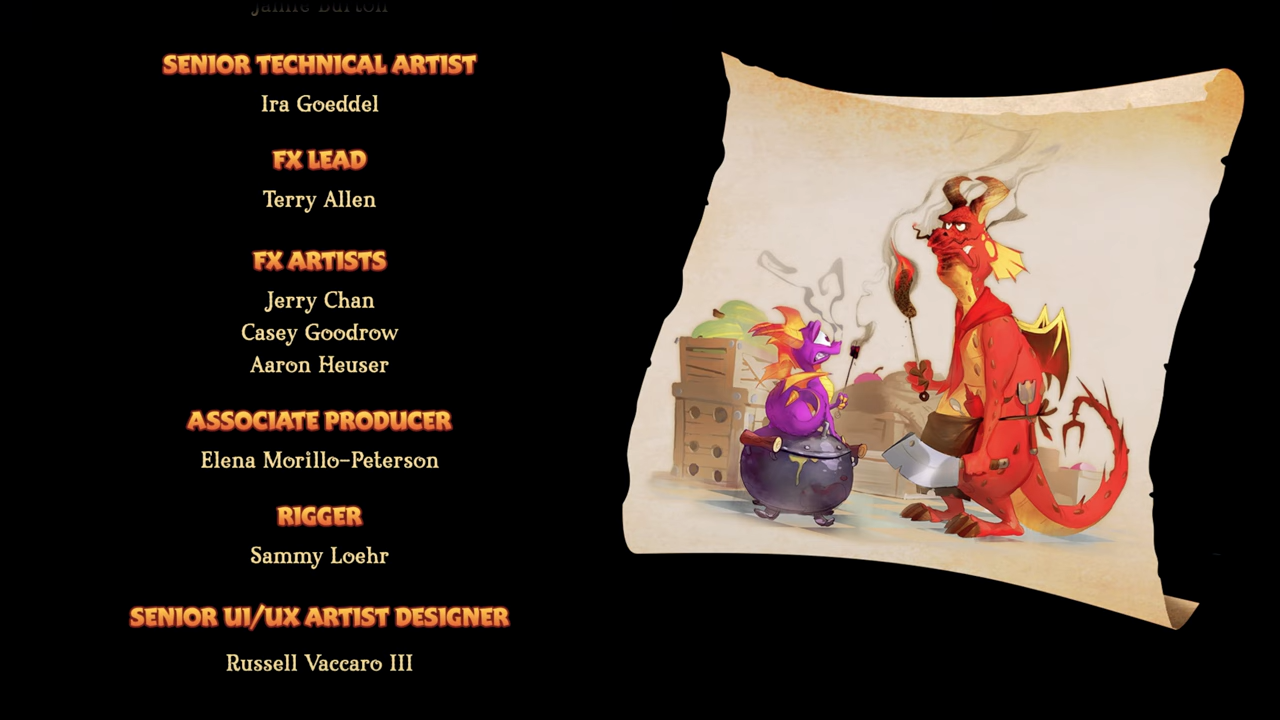 SENIOR TECHNICAL ARTIST
Ira Goeddel
FX LEAD
Terry Allen
FX ARTISTS
Jerry Chan
Casey Goodrow
Aaron Heuser
ASSOCIATE PRODUCER
Elena Morillo-Peterson
RIGGER
Sammy Loehr
SENIOR UI/UX ARTIST DESIGNER
Russell Vaccaro III